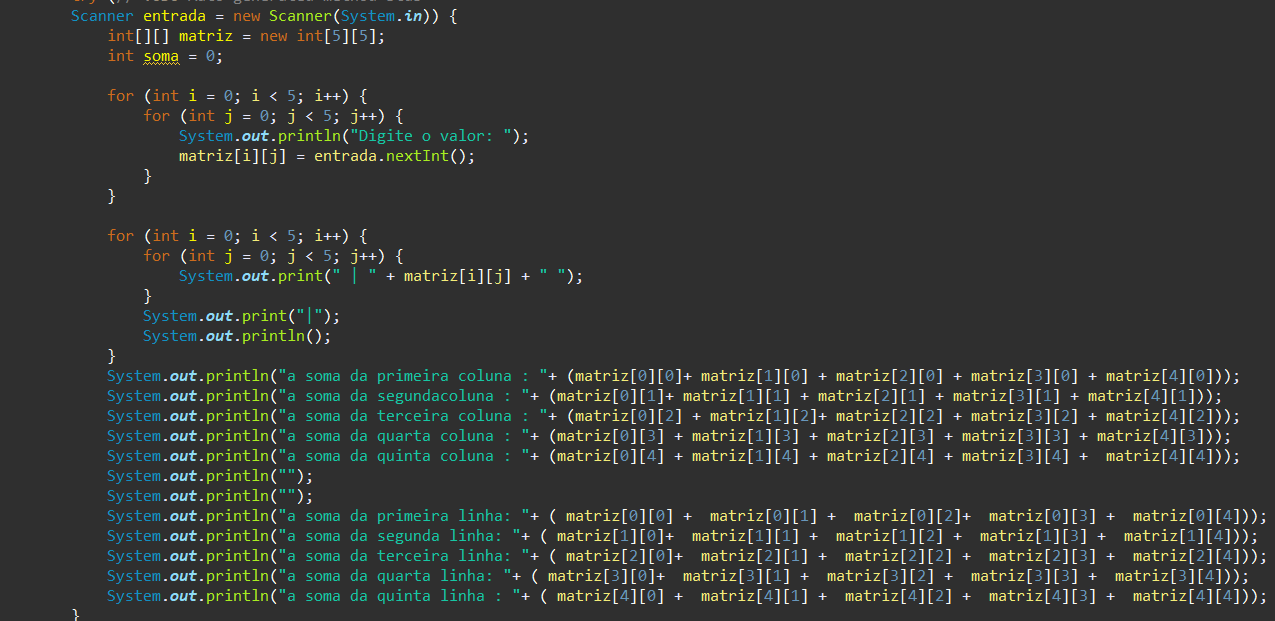 Scanner entrada = new Scanner(System.in)) {
int[][] matriz = new int[5][5];
int soma = 0;
for (int i = 0; i < 5; i++) {
for (int j = 0; j < 5; j++) {
System.out.println("Digite o valor: ");
matriz[i][j] = entrada.nextInt();
}
}
for (int i = 0; i < 5; i++) {
for (int j = 0; j < 5; j++) {
System.out.print(" | " + matriz[i][j] + " ");
}
System.out.print("|");
System.out.println();
}
System.out.println("a soma da primeira coluna : "+ (matriz[0][0]+ matriz[1][0] + matriz[2][0] + matriz[3][0] + matriz[4][0]));
System.out.println("a soma da segundacoluna : "+ (matriz[0][1]+ matriz[1][1] + matriz[2][1] + matriz[3][1] + matriz[4][1]));
System.out.println("a soma da terceira coluna : "+ (matriz[0][2] + matriz[1][2]+ matriz[2][2] + matriz[3][2] + matriz[4][2]));
System.out.println("a soma da quarta coluna : "+ (matriz[0][3] + matriz[1][3] + matriz[2][3] + matriz[3][3] + matriz[4][3]));
System.out.println("a soma da quinta coluna : "+ (matriz[0][4] + matriz[1][4] + matriz[2][4] + matriz[3][4] +  matriz[4][4]));
System.out.println("");
System.out.println("");
System.out.println("a soma da primeira linha: "+ ( matriz[0][0] +  matriz[0][1] +  matriz[0][2]+  matriz[0][3] +  matriz[0][4]));
System.out.println("a soma da segunda linha: "+ ( matriz[1][0]+  matriz[1][1] +  matriz[1][2] +  matriz[1][3] +  matriz[1][4]));
System.out.println("a soma da terceira linha: "+ ( matriz[2][0]+  matriz[2][1] +  matriz[2][2] +  matriz[2][3] +  matriz[2][4]));
System.out.println("a soma da quarta linha: "+ ( matriz[3][0]+  matriz[3][1] +  matriz[3][2] +  matriz[3][3] +  matriz[3][4]));
System.out.println("a soma da quinta linha : "+ ( matriz[4][0] +  matriz[4][1] +  matriz[4][2] +  matriz[4][3] +  matriz[4][4]));
}